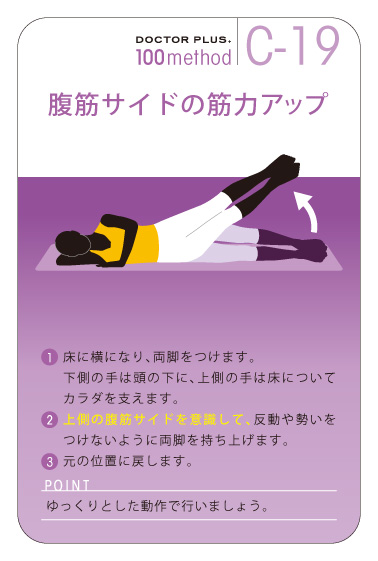 DOCTOR PLUS.
100method
C-19
腹筋サイドの筋力アップ
1 床に横になり、両脚をつけます。
下側の手は頭の下に、上側の手は床について
カラダを支えます。
2 上側の腹筋サイドを意識して、反動や勢いを
つけないように両脚を持ち上げます。
3 元の位置に戻します。
POINT
ゆっくりとした動作で行いましょう。